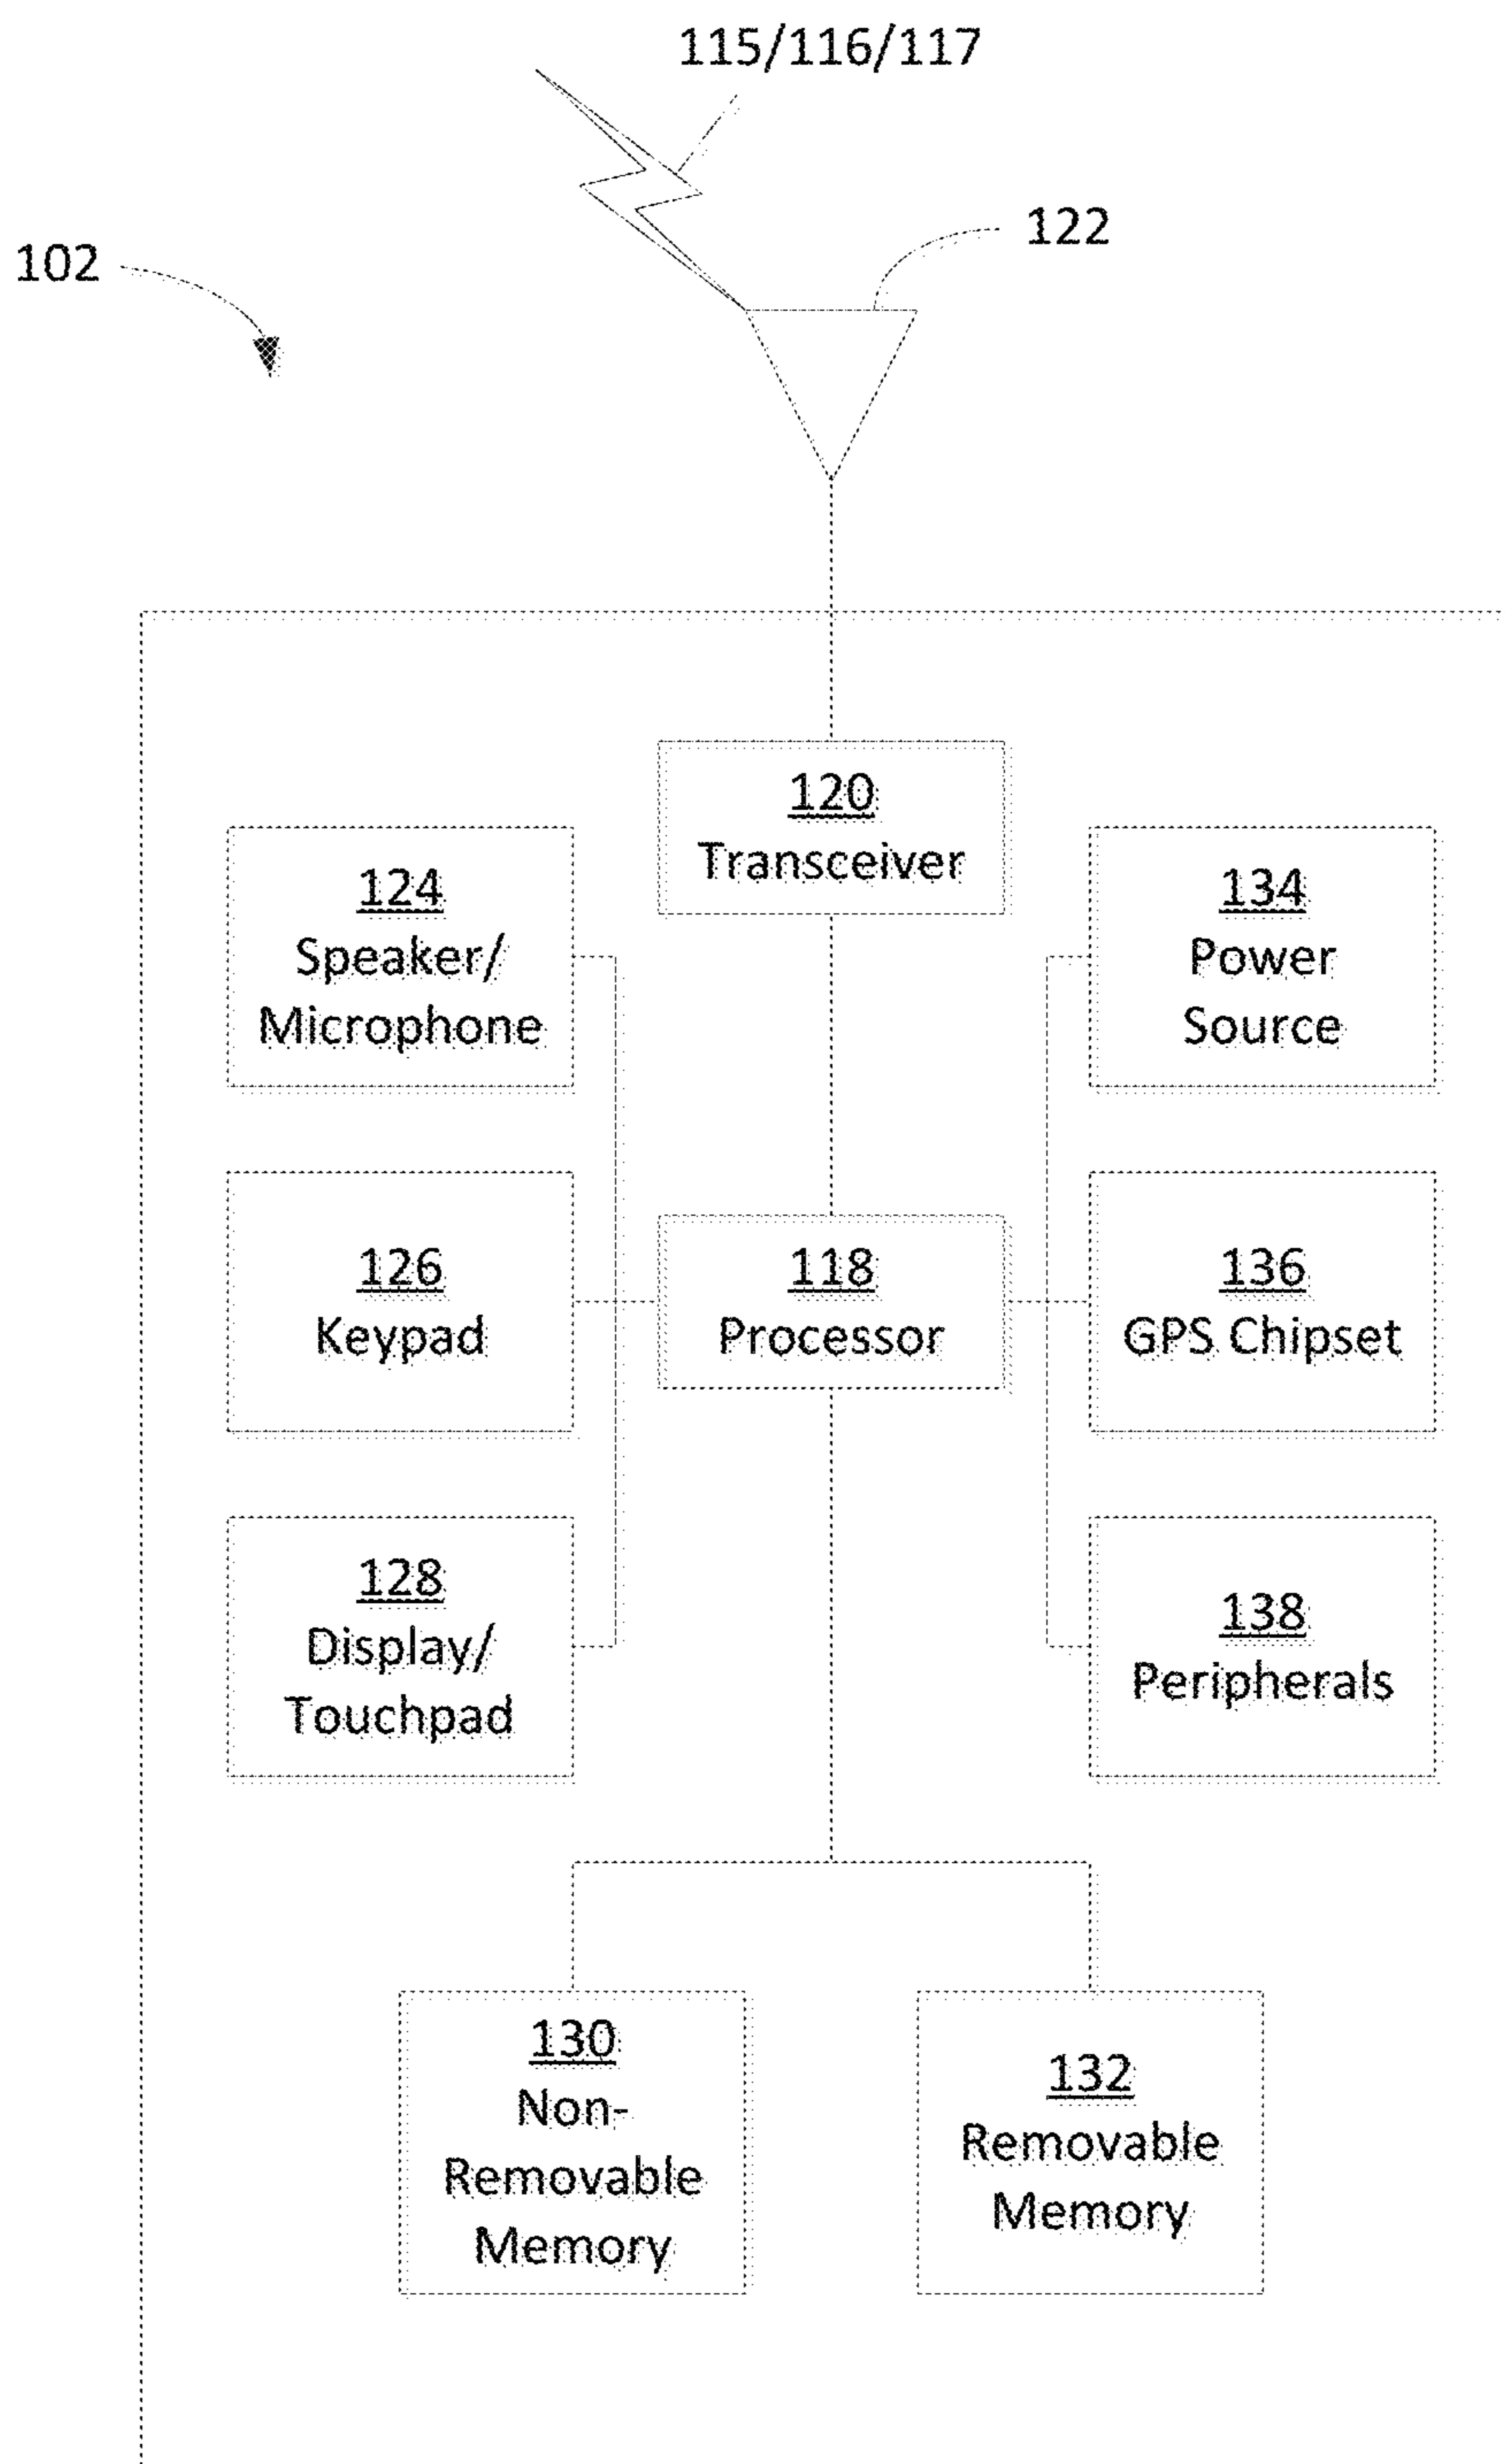 115/116/117
122
102
120
Transceiver
124
Speaker/
Microphone
134
Power
Source
126
Keypad
118
Processor
136
GPS Chipset
128
Display/
Touchpad
138
Peripherals
130
Non-
Removable
Memory
132
Removable
Memory